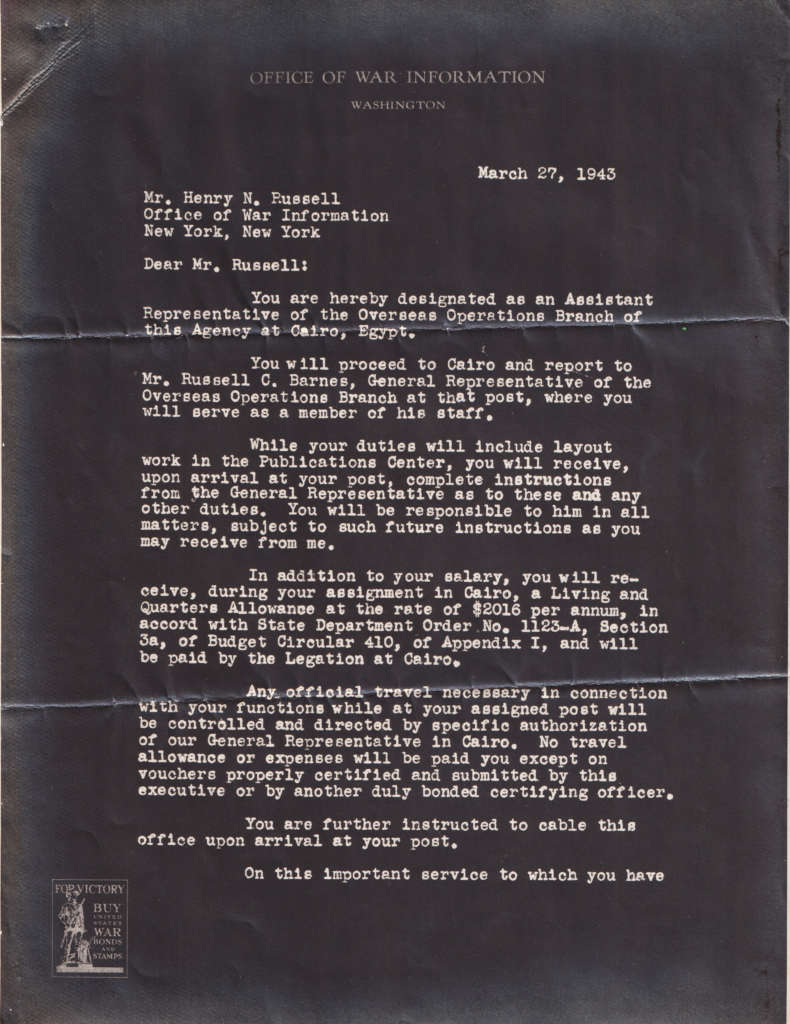 OFFICE OF WAR INFORMATION
WASHINGTON
March 27, 1943
Mr. Henry N. Russell
Office of War Information
New York, New York
Dear Mr. Russell:
You are hereby designated as an Assistant
Representative of the Overseas Operations Branch of
this Agency at Cairo, Egypt.
You will proceed to Cairo and report to
Mr. Russell C. Barnes, General Representative of the
Overseas Operations Branch at that post, where you
will serve as a member of his staff.
While your duties will include layout
work in the Publications Center, you will receive,
upon arrival at your post, complete instructions
from the General Representative as to these and any
other duties. You will be responsible to him in all
matters, subject to such future instructions as you
may receive from me.
In addition to your salary, you will re-
ceive, during your assignment in Cairo, a Living and
Quarters Allowance at the rate of $2016 per annum, in
accord with State Department Order No. 1123-A, Section
3a, of Budget Circular 410, of Appendix I, and will
be paid by the Legation at Cairo.
Any official travel necessary in connection
with your functions while at your assigned post will
be controlled and directed by specific authorization
of our General Representative in Cairo. No travel
allowance or expenses will be paid you except on
vouchers properly certified and submitted by this
executive or by another duly bonded certifying officer.
You are further instructed to cable this
office upon arrival at your post.
On this important service to which you have
FOR VICTORY
BUY
UNITED
STATES
WAR
BONDS
AND
STAMPS